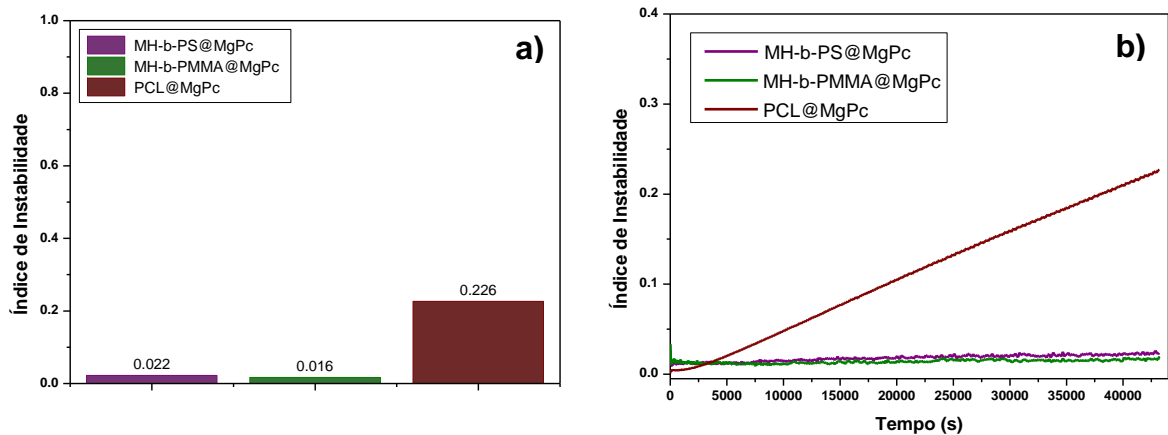 a)
MH-b-PS@MgPc
MH-b-PMMA@MgPc
PCL@MgPc
Índice de Instabilidade
1.0
0.8
0.6
0.4
0.2
0.0
0.022
0.016
0.226
b)
MH-b-PS@MgPc
MH-b-PMMA@MgPc
PCL@MgPc
Índice de Instabilidade
0.4
0.3
0.2
0.1
0.0
0 5000 10000 15000 20000 25000 30000 35000 40000
Tempo (s)